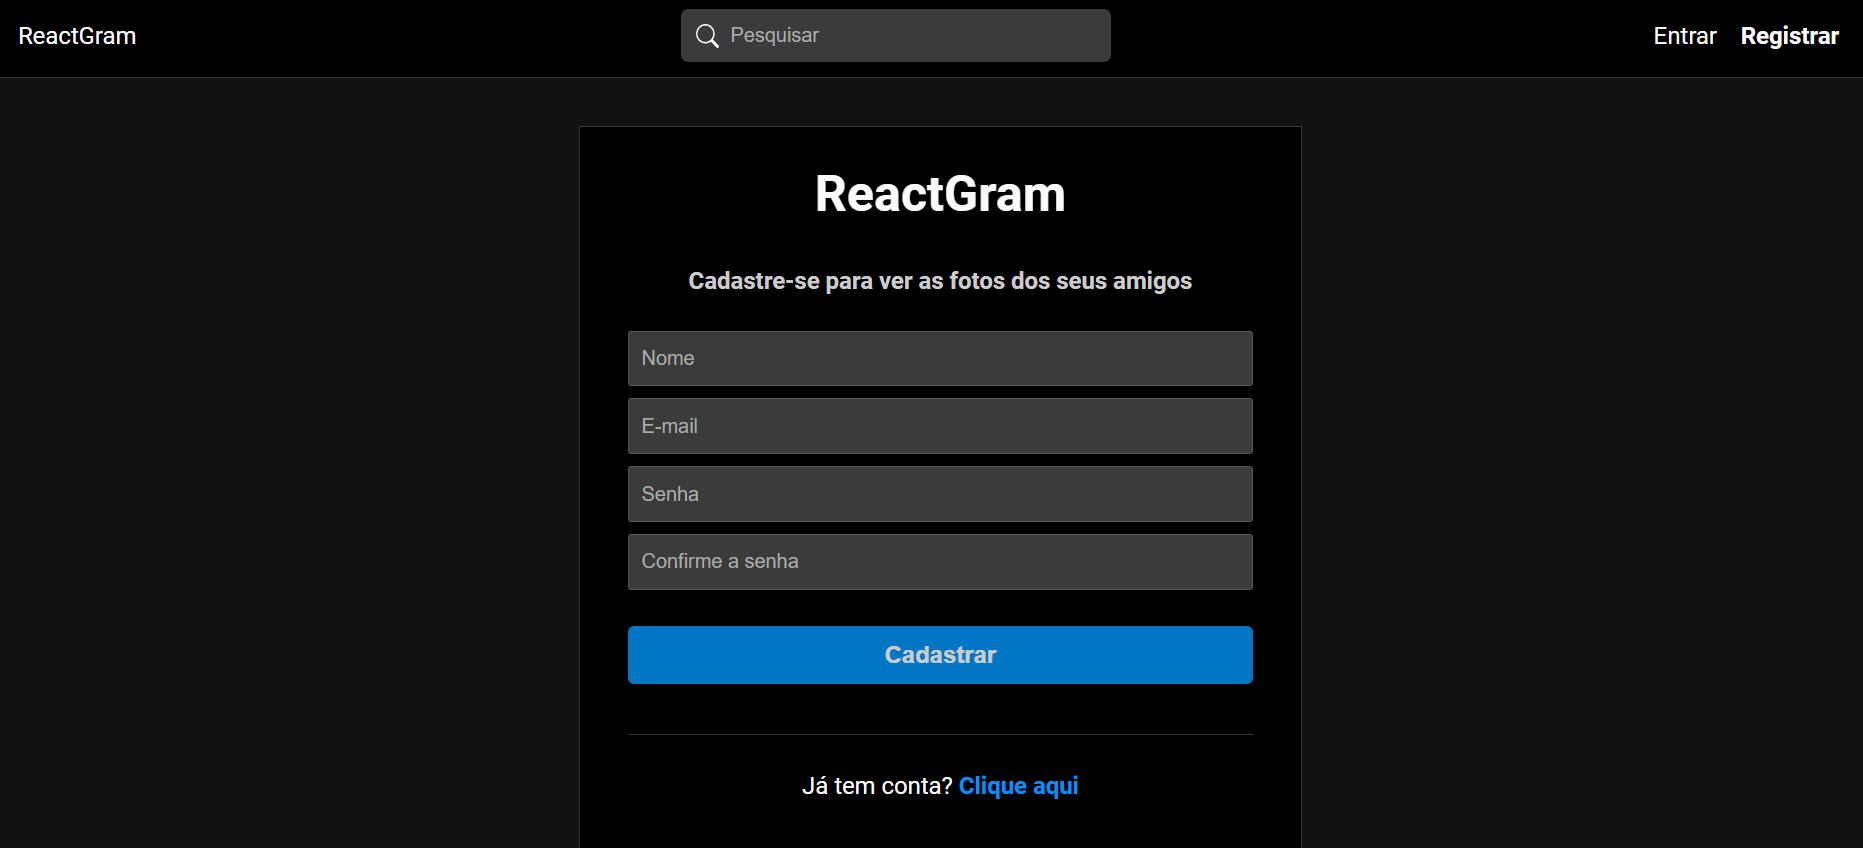 ReactGram
Pesquisar
Entrar
Registrar
ReactGram
Cadastre-se para ver as fotos dos seus amigos
Nome
E-mail
Senha
Confirme a senha
Cadastrar
Já tem conta? Clique aqui